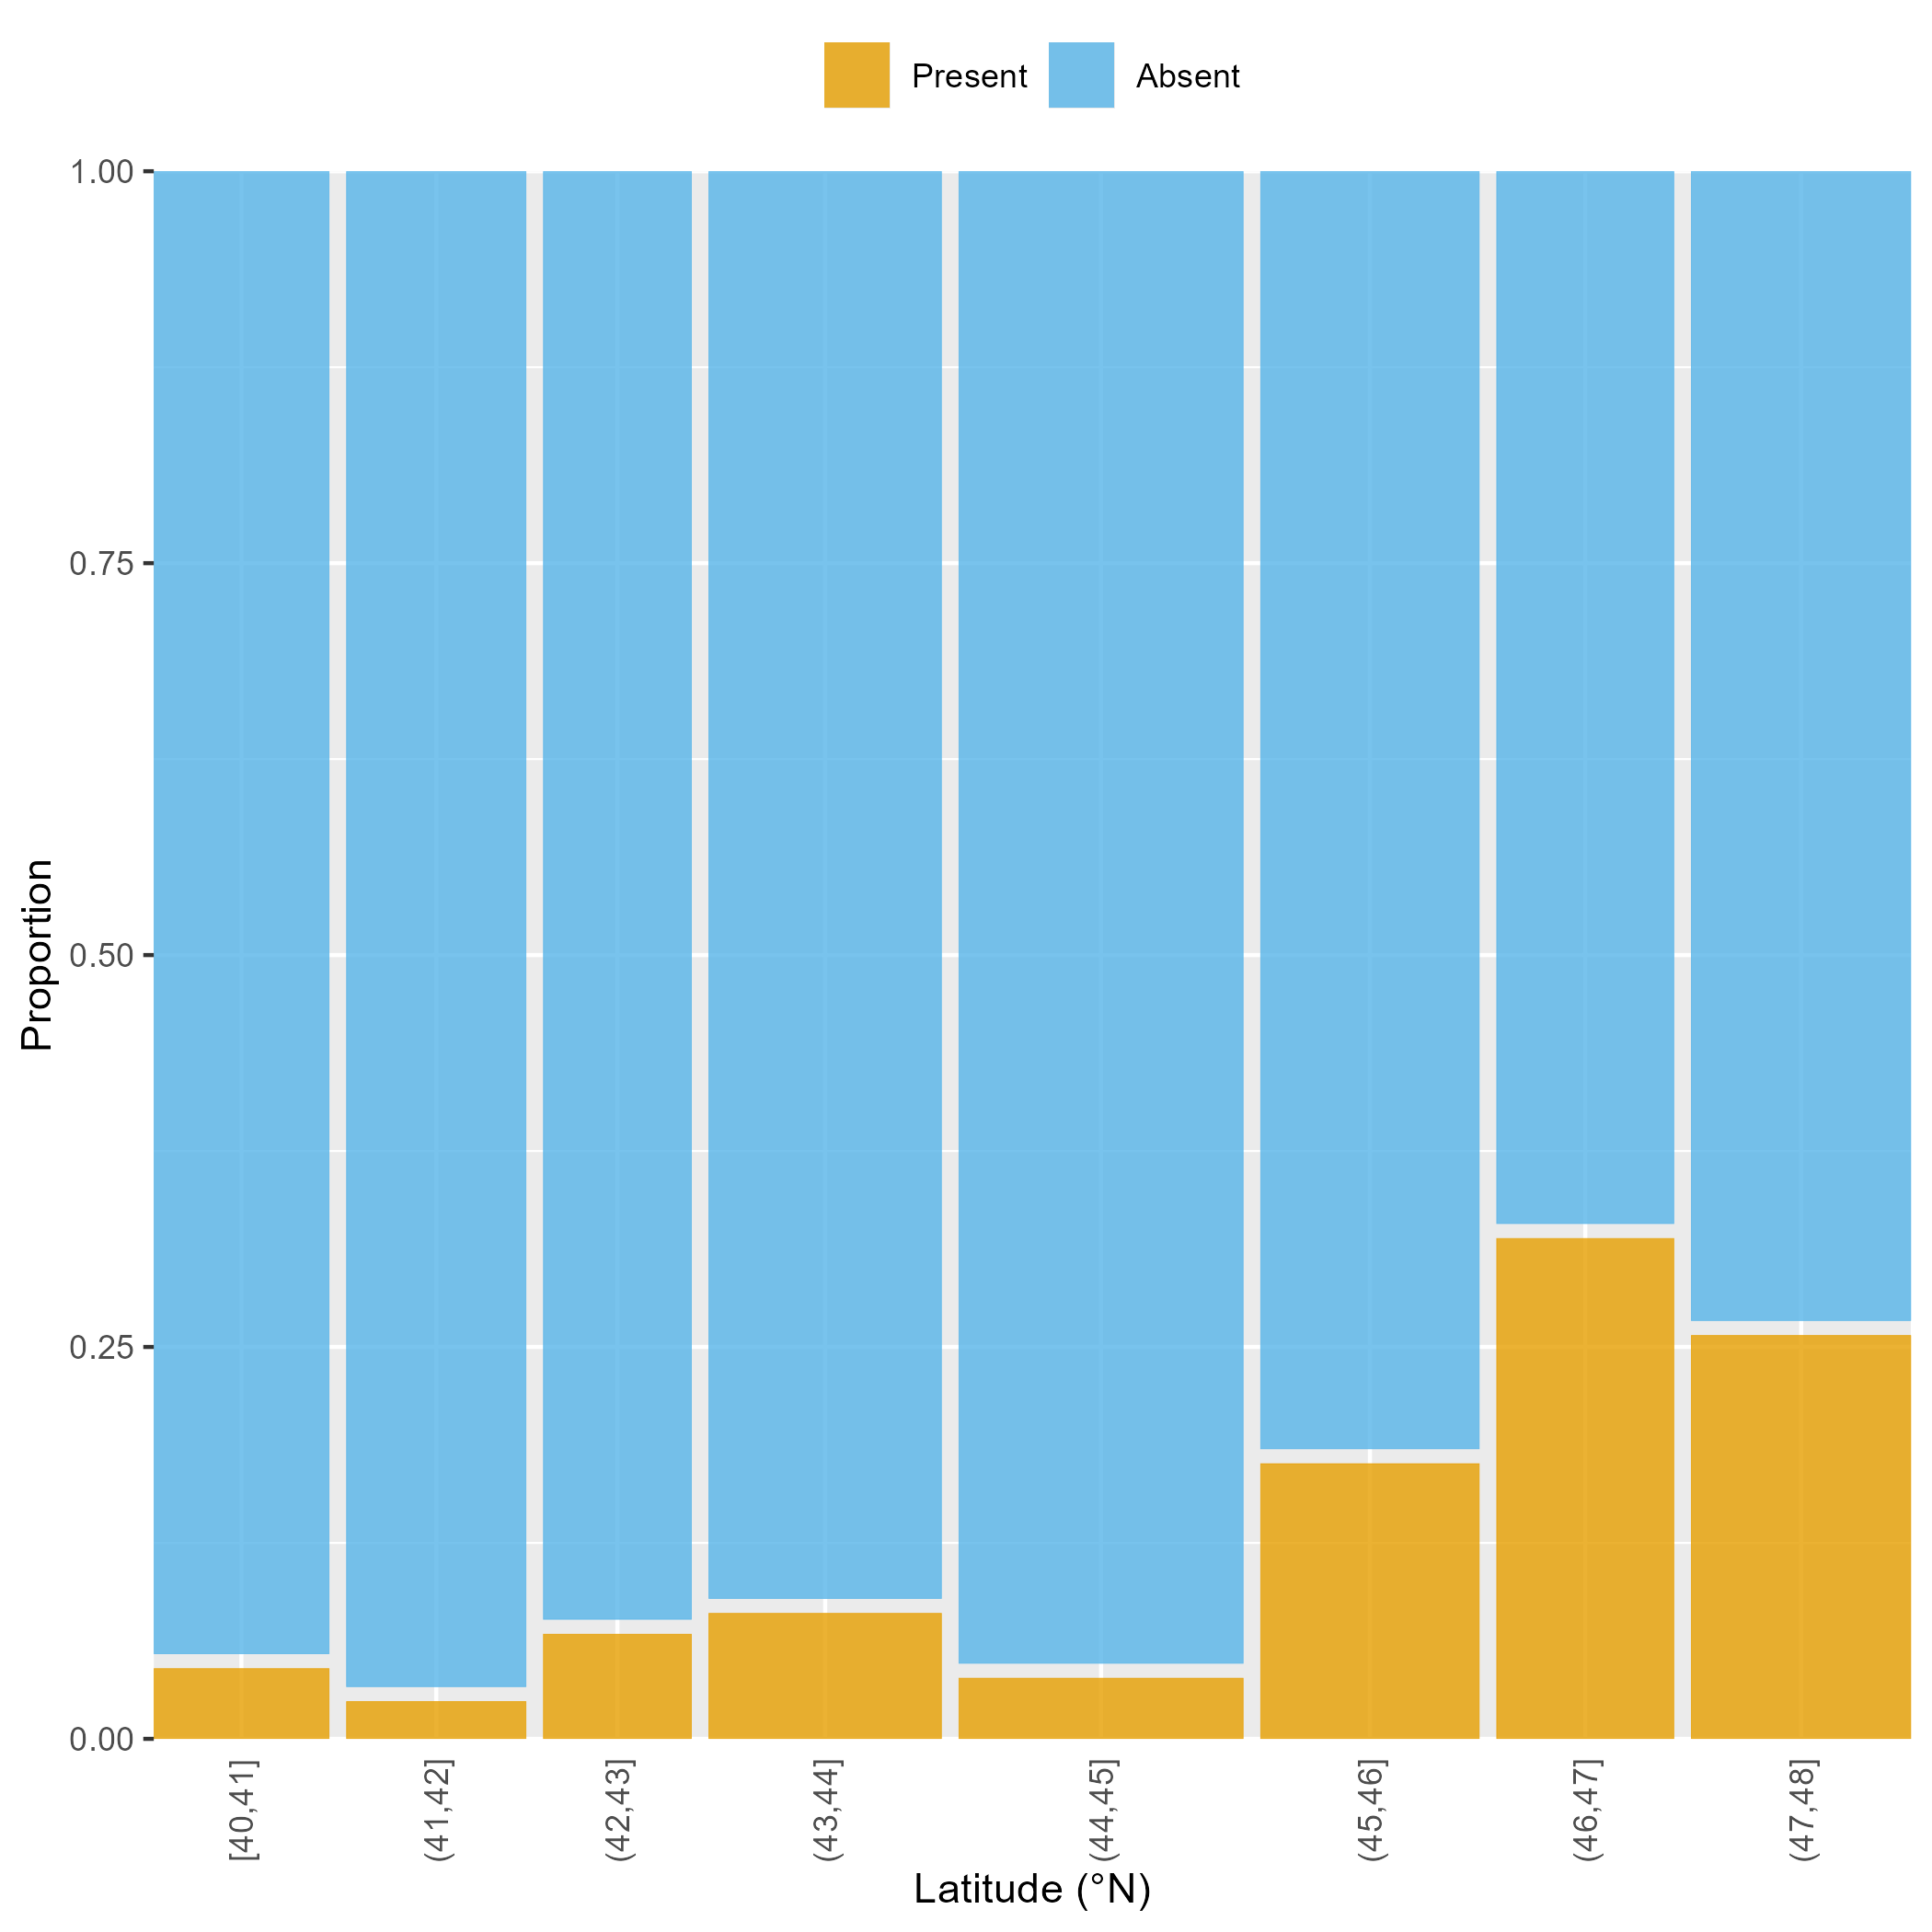 Present Absent
1.00
0.75
0.50
0.25
0.00
Proportion
[40,41] (41,42] (42,43] (43,44] (44,45] (45,46] (46,47] (47,48]
Latitude (°N)